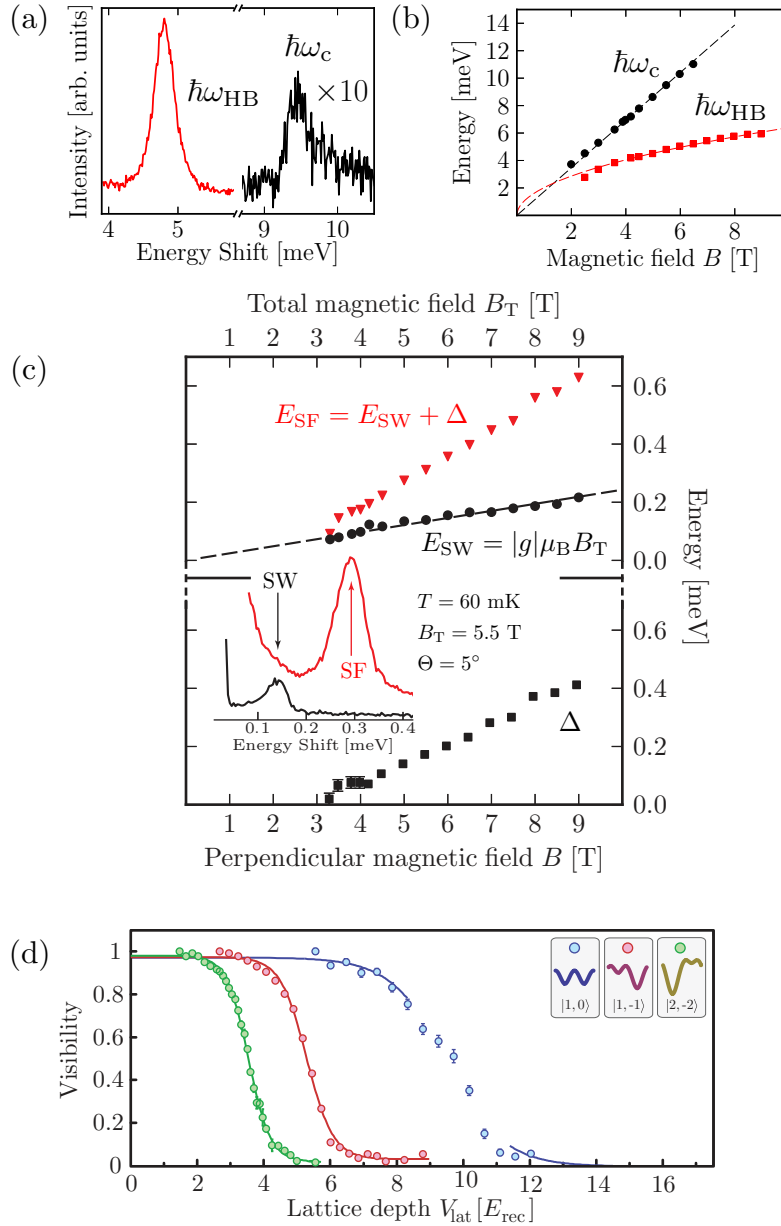 (a)
Intensity [arb. units]
ħω_HB
ħω_c
×10
4 5 9 10
Energy Shift [meV]
(b)
Energy [meV]
14
12
10
8
6
4
2
ħω_c
ħω_HB
2 4 6 8
Magnetic field B [T]
(c)
Total magnetic field B_T [T]
1 2 3 4 5 6 7 8 9
E_SF = E_SW + Δ
0.6
0.4
0.2
0.0
E_SW = |g|μ_B B_T
Energy [meV]
SW
SF
T = 60 mK
B_T = 5.5 T
Θ = 5°
0.1 0.2 0.3 0.4
Energy Shift [meV]
Δ
0.4
0.2
0.0
1 2 3 4 5 6 7 8 9
Perpendicular magnetic field B [T]
(d)
Visibility
1
0.8
0.6
0.4
0.2
0
|1, 0⟩ |1, -1⟩ |2, -2⟩
0 2 4 6 8 10 12 14 16
Lattice depth V_lat [E_rec]